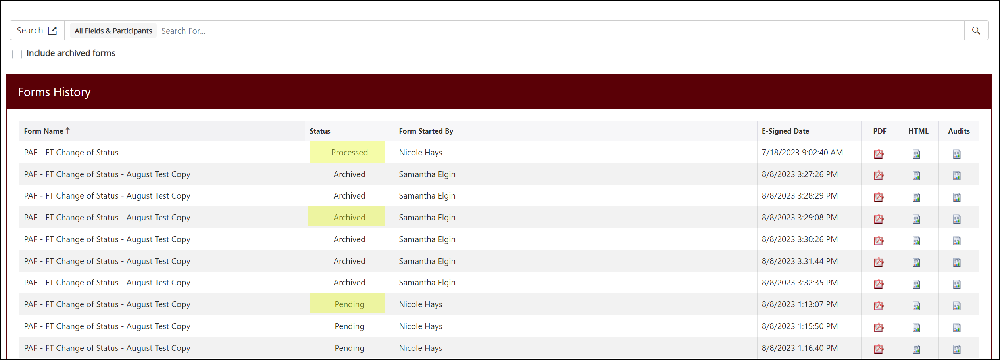 Search All Fields & Participants Search For...
Include archived forms
Forms History
Form Name ↑ Status Form Started By E-Signed Date PDF HTML Audits
PAF - FT Change of Status Processed Nicole Hays 7/18/2023 9:02:40 AM
PAF - FT Change of Status - August Test Copy Archived Samantha Elgin 8/8/2023 3:27:26 PM
PAF - FT Change of Status - August Test Copy Archived Samantha Elgin 8/8/2023 3:28:29 PM
PAF - FT Change of Status - August Test Copy Archived Samantha Elgin 8/8/2023 3:29:08 PM
PAF - FT Change of Status - August Test Copy Archived Samantha Elgin 8/8/2023 3:30:26 PM
PAF - FT Change of Status - August Test Copy Archived Samantha Elgin 8/8/2023 3:31:44 PM
PAF - FT Change of Status - August Test Copy Archived Samantha Elgin 8/8/2023 3:32:35 PM
PAF - FT Change of Status - August Test Copy Pending Nicole Hays 8/8/2023 1:13:07 PM
PAF - FT Change of Status - August Test Copy Pending Nicole Hays 8/8/2023 1:15:50 PM
PAF - FT Change of Status - August Test Copy Pending Nicole Hays 8/8/2023 1:16:40 PM